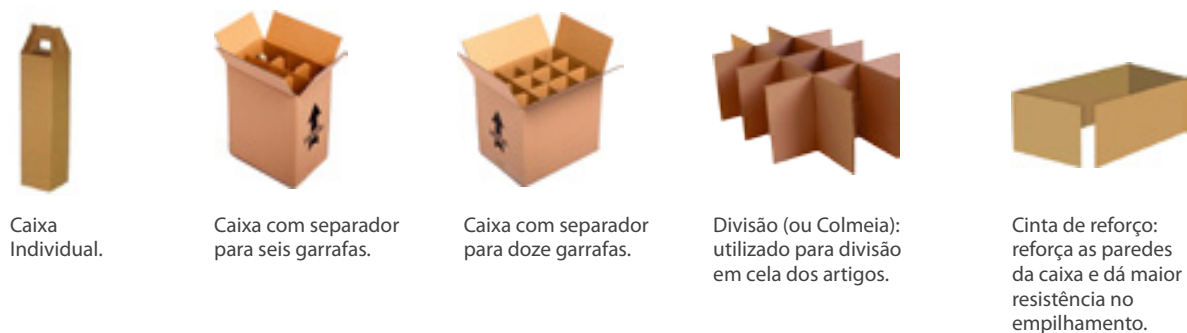 Caixa
Individual.
Caixa com separador
para seis garrafas.
Caixa com separador
para doze garrafas.
Divisão (ou Colmeia):
utilizado para divisão
em cela dos artigos.
Cinta de reforço:
reforça as paredes
da caixa e dá maior
resistência no
empilhamento.